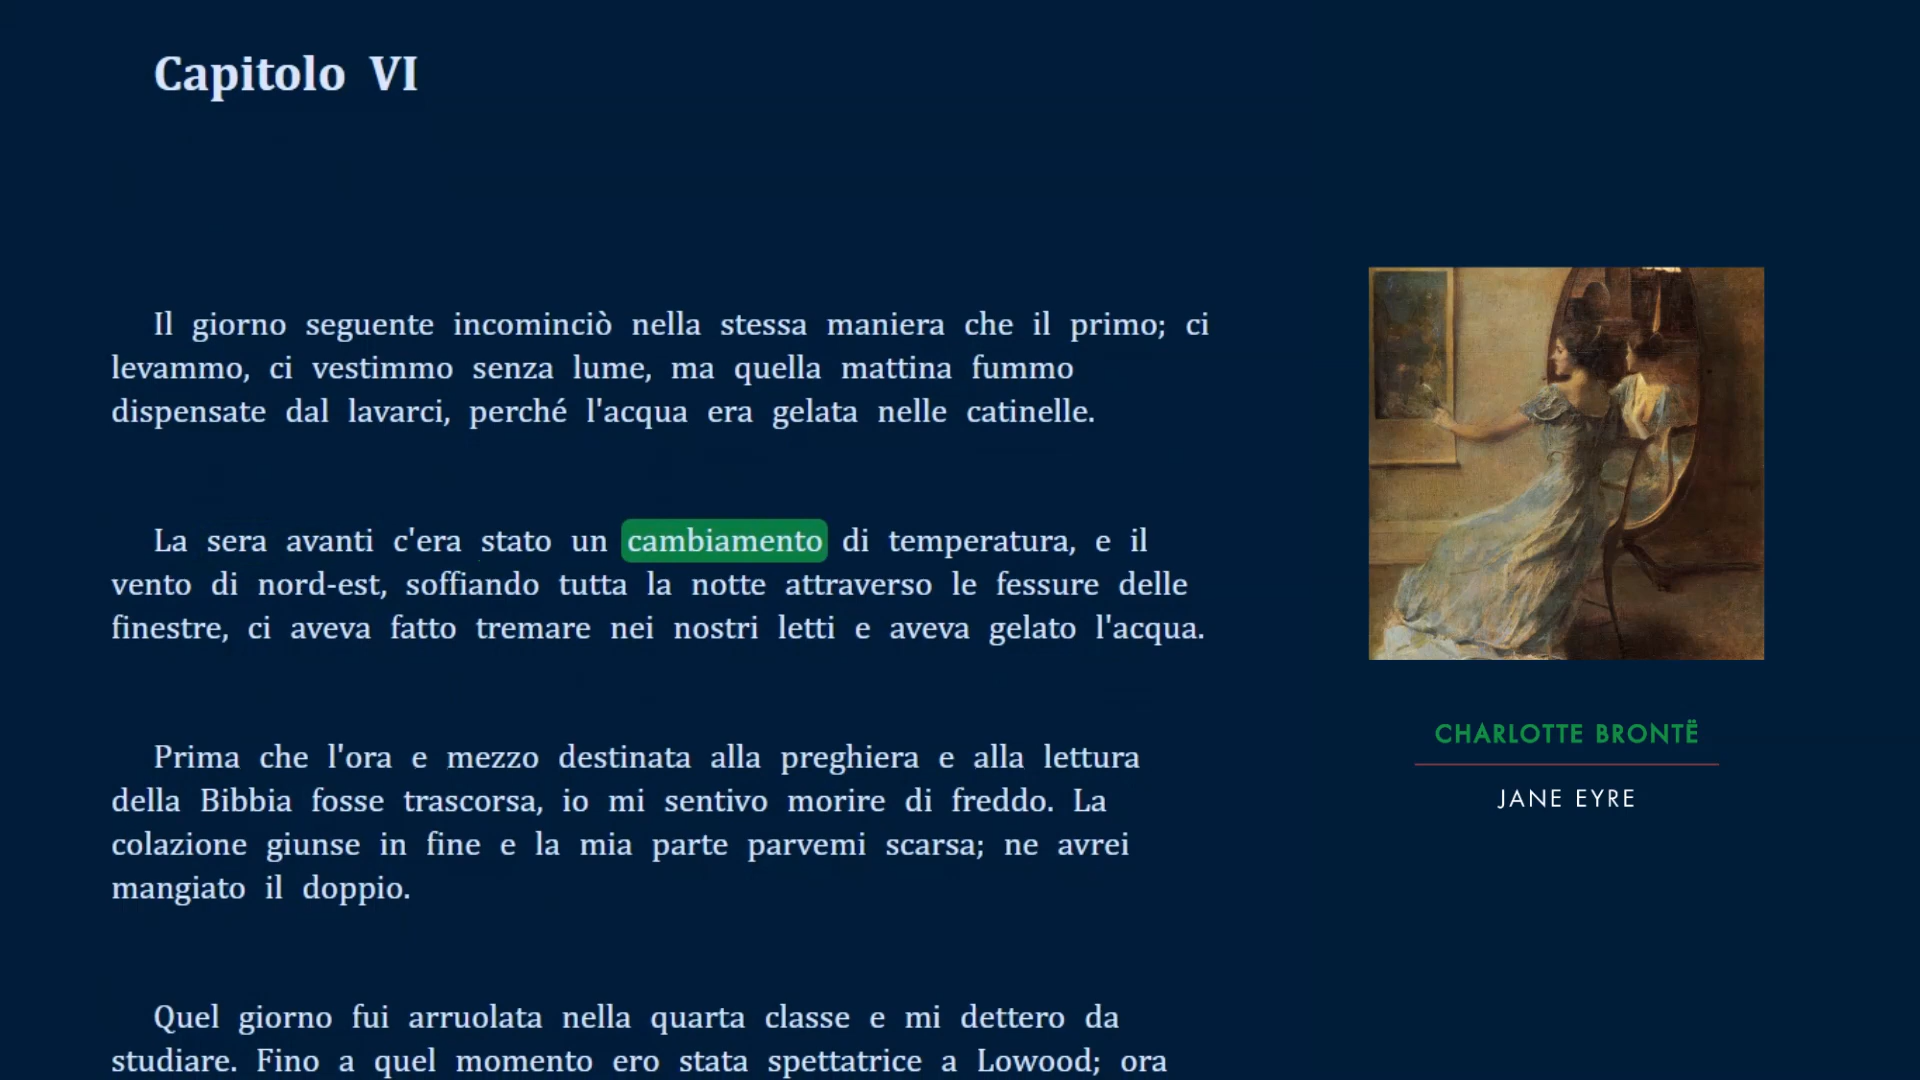 Capitolo VI
Il giorno seguente incominciò nella stessa maniera che il primo; ci
levammo, ci vestimmo senza lume, ma quella mattina fummo
dispensate dal lavarci, perché l'acqua era gelata nelle catinelle.
La sera avanti c'era stato un cambiamento di temperatura, e il
vento di nord-est, soffiando tutta la notte attraverso le fessure delle
finestre, ci aveva fatto tremare nei nostri letti e aveva gelato l'acqua.
Prima che l'ora e mezzo destinata alla preghiera e alla lettura
della Bibbia fosse trascorsa, io mi sentivo morire di freddo. La
colazione giunse in fine e la mia parte parvemi scarsa; ne avrei
mangiato il doppio.
Quel giorno fui arruolata nella quarta classe e mi dettero da
studiare. Fino a quel momento ero stata spettatrice a Lowood; ora
CHARLOTTE BRONTË
JANE EYRE